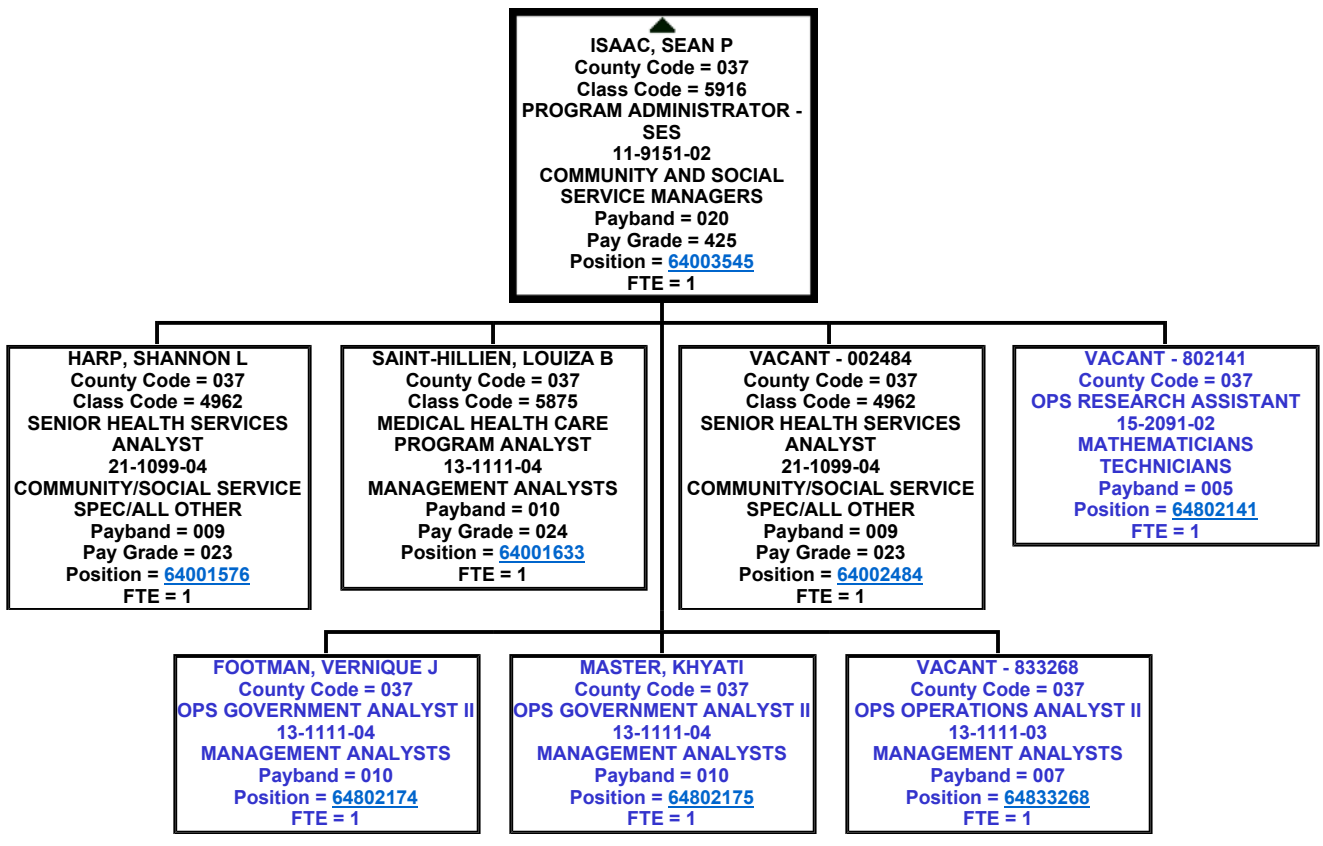 ISAAC, SEAN P
County Code = 037
Class Code = 5916
PROGRAM ADMINISTRATOR -
SES
11-9151-02
COMMUNITY AND SOCIAL
SERVICE MANAGERS
Payband = 020
Pay Grade = 425
Position = 64003545
FTE = 1
HARP, SHANNON L
County Code = 037
Class Code = 4962
SENIOR HEALTH SERVICES
ANALYST
21-1099-04
COMMUNITY/SOCIAL SERVICE
SPEC/ALL OTHER
Payband = 009
Pay Grade = 023
Position = 64001576
FTE = 1
SAINT-HILLIEN, LOUIZA B
County Code = 037
Class Code = 5875
MEDICAL HEALTH CARE
PROGRAM ANALYST
13-1111-04
MANAGEMENT ANALYSTS
Payband = 010
Pay Grade = 024
Position = 64001633
FTE = 1
VACANT - 002484
County Code = 037
Class Code = 4962
SENIOR HEALTH SERVICES
ANALYST
21-1099-04
COMMUNITY/SOCIAL SERVICE
SPEC/ALL OTHER
Payband = 009
Pay Grade = 023
Position = 64002484
FTE = 1
VACANT - 802141
County Code = 037
OPS RESEARCH ASSISTANT
15-2091-02
MATHEMATICIANS
TECHNICIANS
Payband = 005
Position = 64802141
FTE = 1
FOOTMAN, VERNIQUE J
County Code = 037
OPS GOVERNMENT ANALYST II
13-1111-04
MANAGEMENT ANALYSTS
Payband = 010
Position = 64802174
FTE = 1
MASTER, KHYATI
County Code = 037
OPS GOVERNMENT ANALYST II
13-1111-04
MANAGEMENT ANALYSTS
Payband = 010
Position = 64802175
FTE = 1
VACANT - 833268
County Code = 037
OPS OPERATIONS ANALYST II
13-1111-03
MANAGEMENT ANALYSTS
Payband = 007
Position = 64833268
FTE = 1